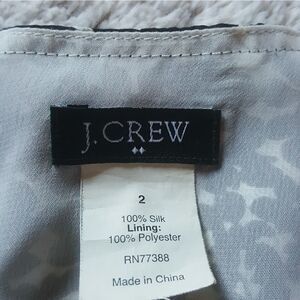 J.CREW
2
100% Silk
Lining:
100% Polyester
RN77388
Made in China